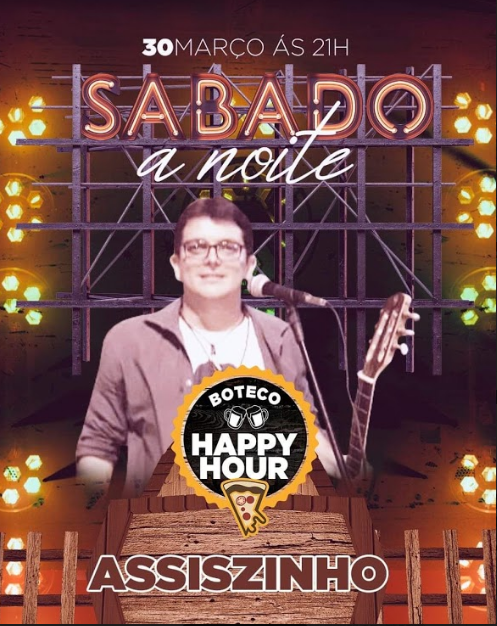 30MARÇO ÁS 21H
SABADO
a noite
BOTECO
HAPPY
HOUR
ASSISZINHO